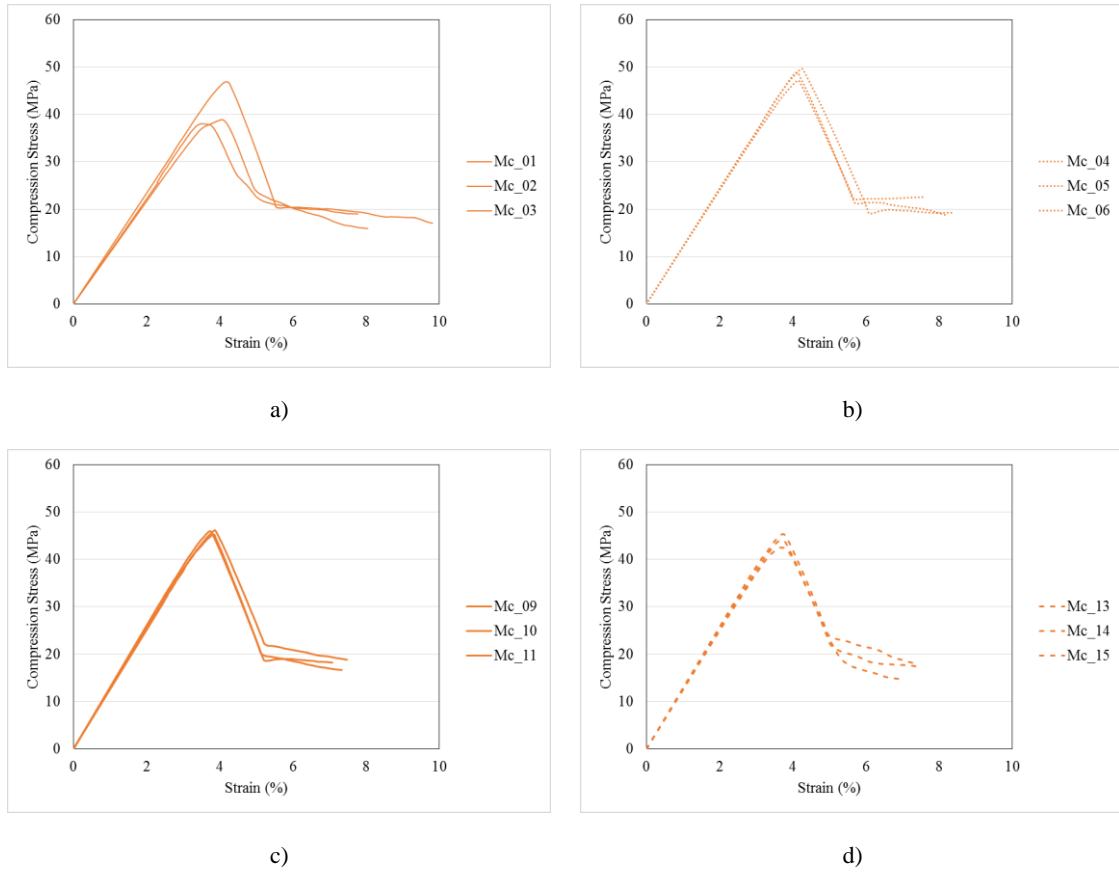 60
50
40
30
20
10
0
Compression Stress (MPa)
0 2 4 6 8 10
Strain (%)
Mc_01
Mc_02
Mc_03
a)
60
50
40
30
20
10
0
Compression Stress (MPa)
0 2 4 6 8 10
Strain (%)
Mc_04
Mc_05
Mc_06
b)
60
50
40
30
20
10
0
Compression Stress (MPa)
0 2 4 6 8 10
Strain (%)
Mc_09
Mc_10
Mc_11
c)
60
50
40
30
20
10
0
Compression Stress (MPa)
0 2 4 6 8 10
Strain (%)
Mc_13
Mc_14
Mc_15
d)